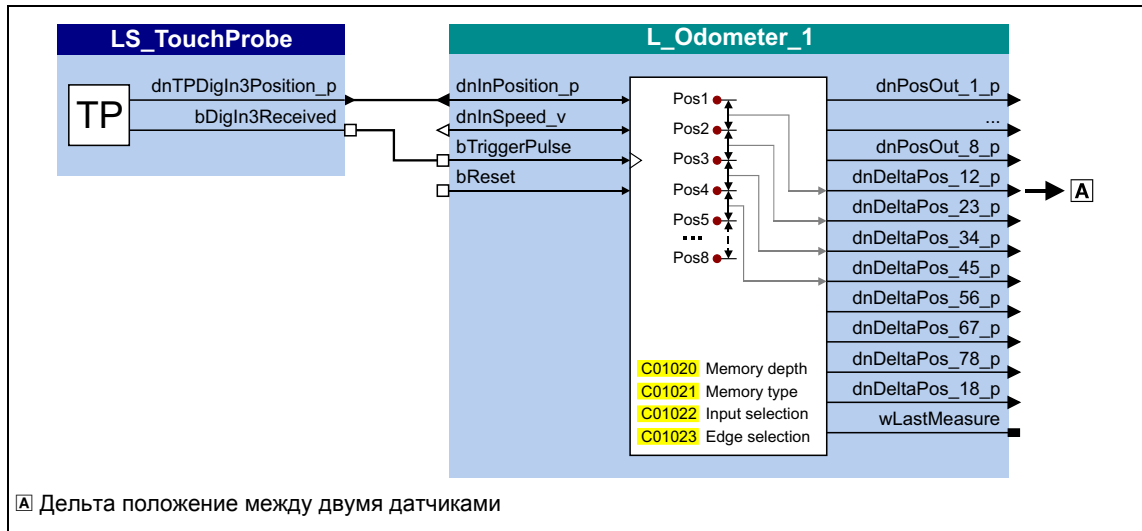 LS_TouchProbe
TP
dnTPDigIn3Position_p
bDigIn3Received
L_Odometer_1
dnInPosition_p
dnInSpeed_v
bTriggerPulse
bReset
Pos1
Pos2
Pos3
Pos4
Pos5
...
Pos8
C01020 Memory depth
C01021 Memory type
C01022 Input selection
C01023 Edge selection
dnPosOut_1_p
...
dnPosOut_8_p
dnDeltaPos_12_p
A
dnDeltaPos_23_p
dnDeltaPos_34_p
dnDeltaPos_45_p
dnDeltaPos_56_p
dnDeltaPos_67_p
dnDeltaPos_78_p
dnDeltaPos_18_p
wLastMeasure
A Дельта положение между двумя датчиками